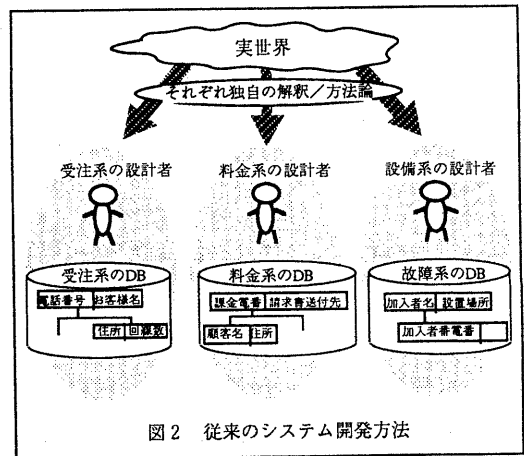 実世界
それぞれ独自の解釈／方法論
受注系の設計者 料金系の設計者 設備系の設計者
受注系のDB 料金系のDB 故障系のDB
電話番号 お客様名 課金電番 請求書送付先 加入者名 設置場所
住所 回線数 顧客名 住所 加入者番電番
図2 従来のシステム開発方法